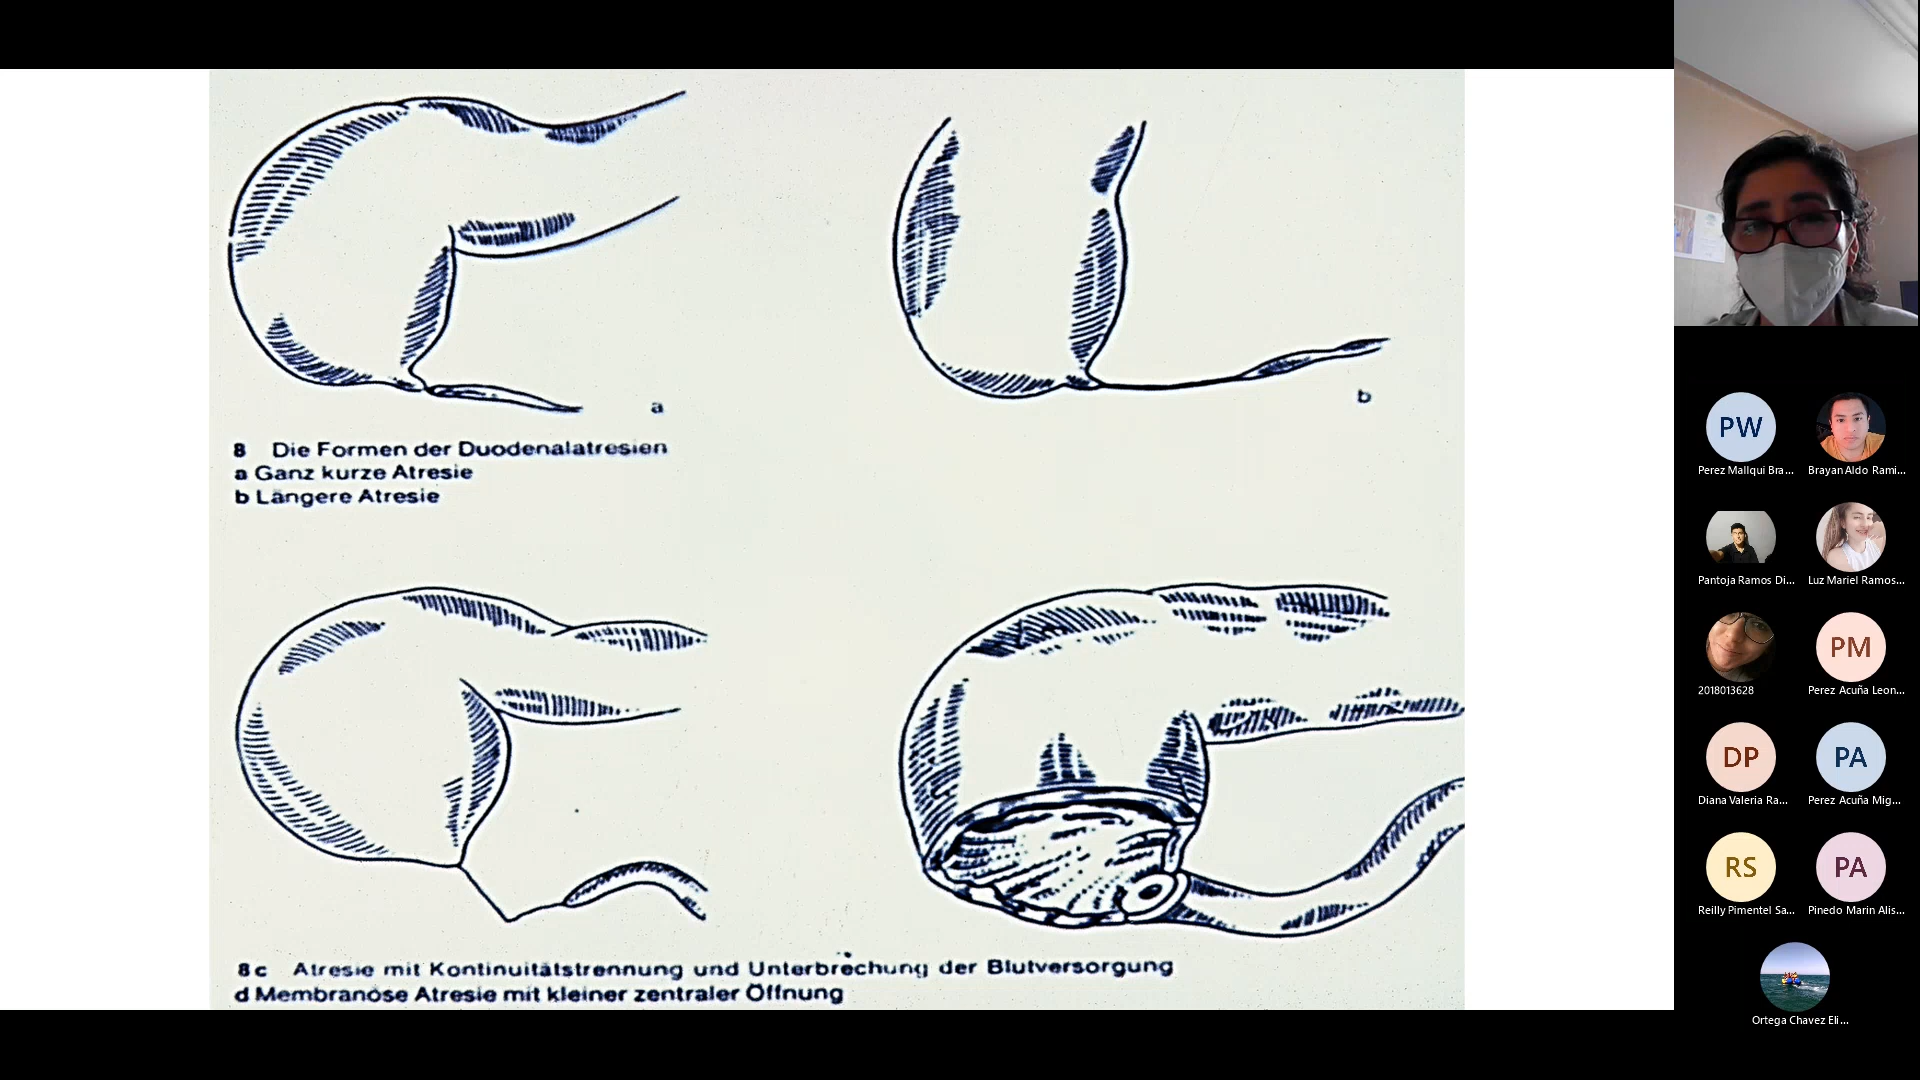 a
b
8 Die Formen der Duodenalatresien
a Ganz kurze Atresie
b Längere Atresie
8 c Atresie mit Kontinuitätstrennung und Unterbrechung der Blutversorgung
d Membranöse Atresie mit kleiner zentraler Öffnung
PW
Perez Mallqui Bra...
Brayan Aldo Rami...
Pantoja Ramos Di...
Luz Mariel Ramos...
2018013628
PM
Perez Acuña Leon...
DP
Diana Valeria Ra...
PA
Perez Acuña Mig...
RS
Reilly Pimentel Sa...
PA
Pinedo Marin Alis...
Ortega Chavez Eli...